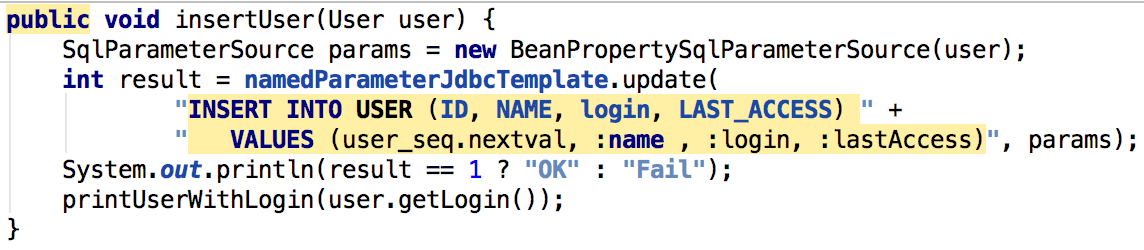 public void insertUser(User user) {
    SqlParameterSource params = new BeanPropertySqlParameterSource(user);
    int result = namedParameterJdbcTemplate.update(
            "INSERT INTO USER (ID, NAME, login, LAST_ACCESS) " +
            "   VALUES (user_seq.nextval, :name , :login, :lastAccess)", params);
    System.out.println(result == 1 ? "OK" : "Fail");
    printUserWithLogin(user.getLogin());
}